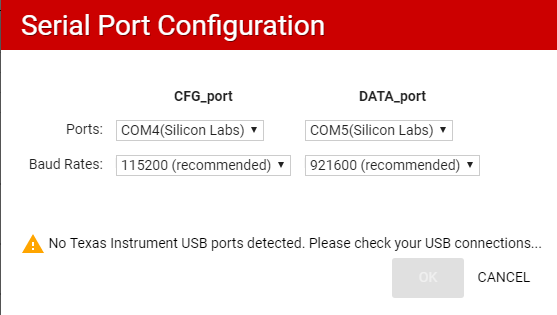 Serial Port Configuration
CFG_port DATA_port
Ports: COM4(Silicon Labs) COM5(Silicon Labs)
Baud Rates: 115200 (recommended) 921600 (recommended)
No Texas Instrument USB ports detected. Please check your USB connections...
OK CANCEL